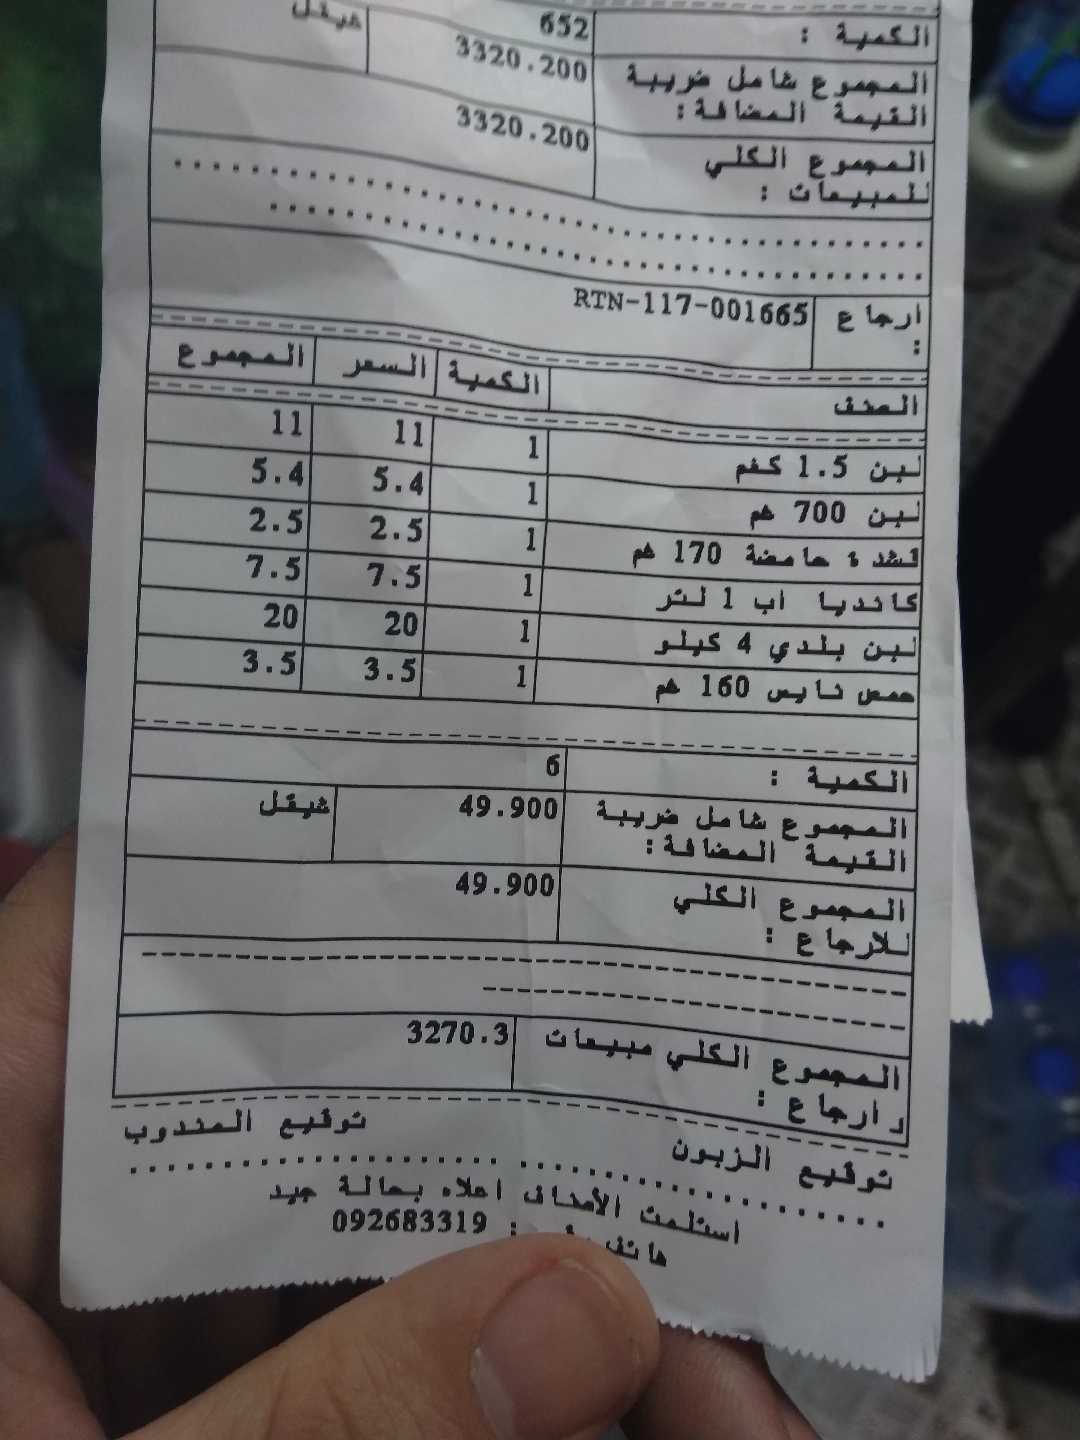 الكمية : 652
المجموع شامل ضريبة 3320.200 شيقل
القيمة المضافة :
المجموع الكلي 3320.200
للمبيعات :
ارجاع RTN-117-001665
:
الصنف الكمية السعر المجموع
لبن 1.5 كغم 1 11 11
لبن 700 غم 1 5.4 5.4
قشدة حامضة 170 غم 1 2.5 2.5
كانديا اب 1 لتر 1 7.5 7.5
لبن بلدي 4 كيلو 1 20 20
حمص نايس 160 غم 1 3.5 3.5
الكمية : 6
المجموع شامل ضريبة 49.900 شيقل
القيمة المضافة :
المجموع الكلي 49.900
للارجاع :
المجموع الكلي مبيعات 3270.3
و ارجاع :
توقيع الزبون توقيع المندوب
استلمت الأصناف اعلاه بحالة جيد
092683319 :